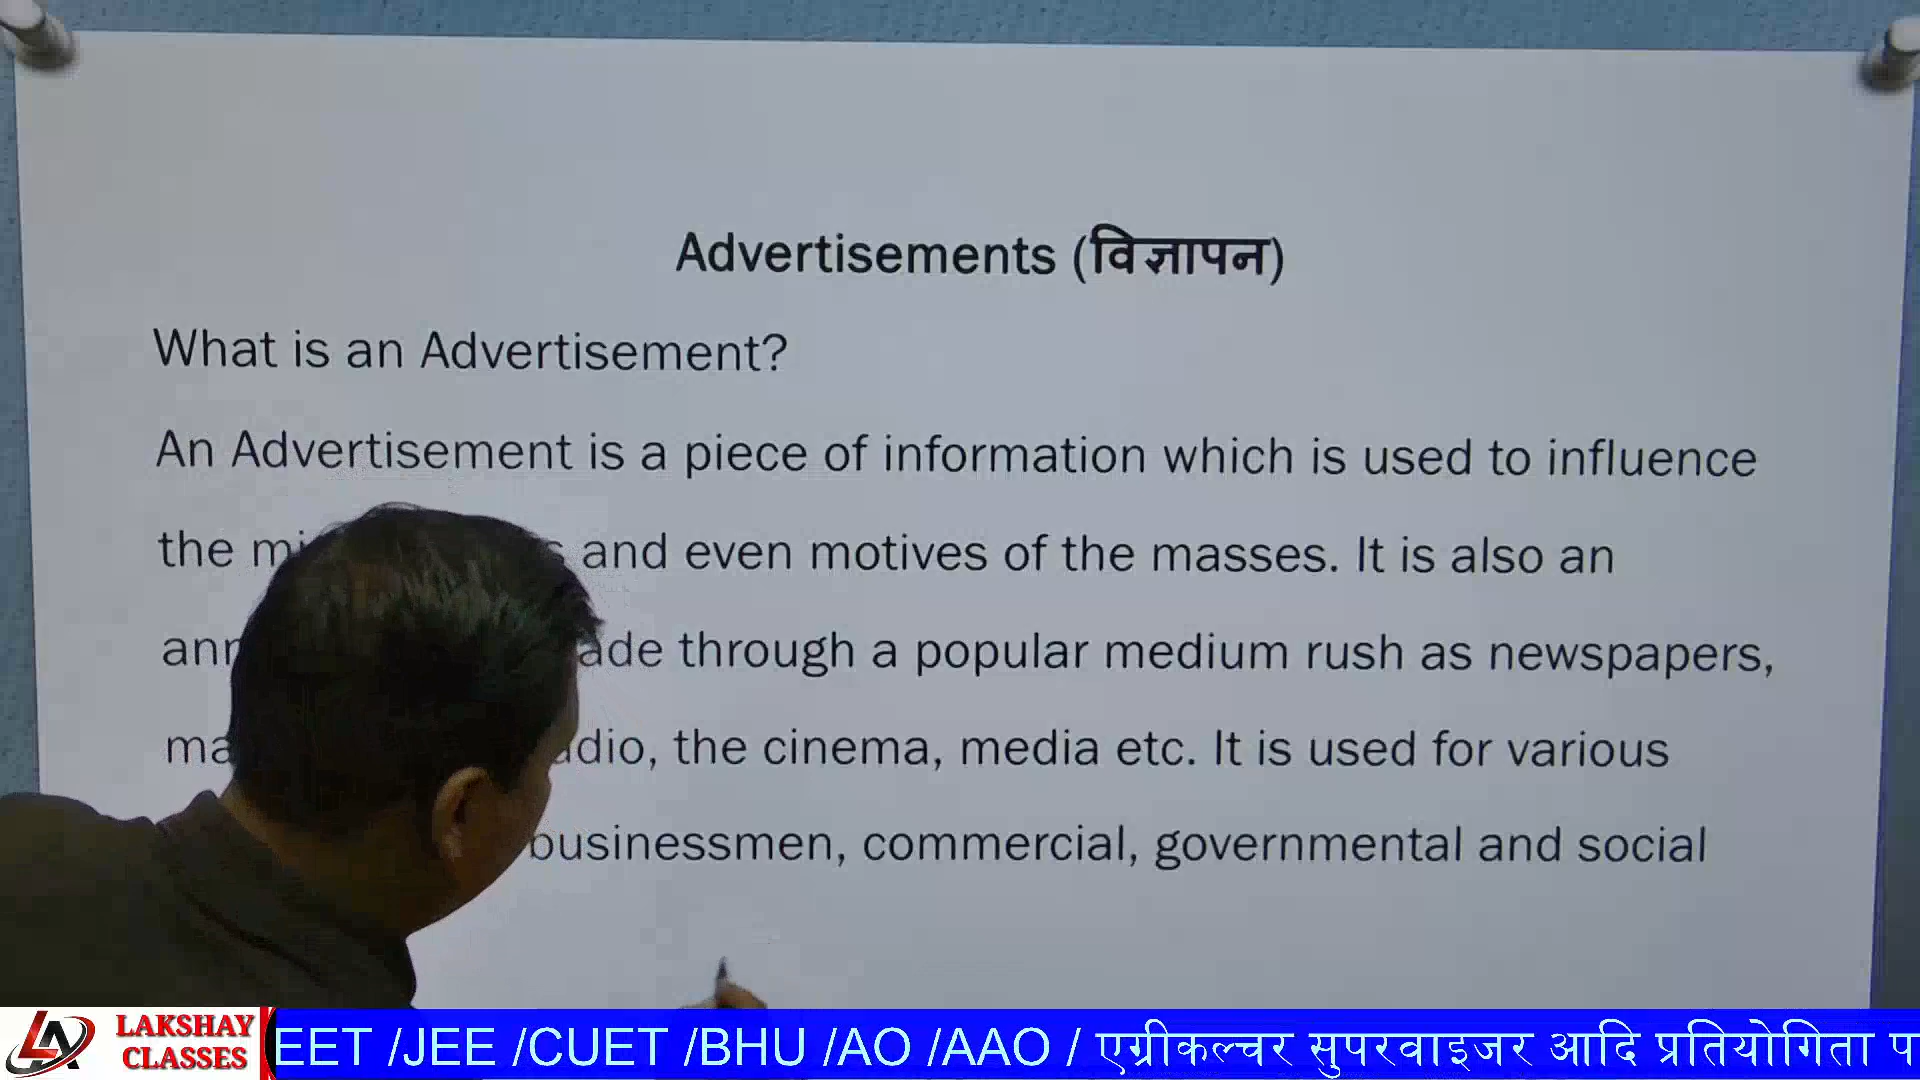 Advertisements (विज्ञापन)
What is an Advertisement?
An Advertisement is a piece of information which is used to influence
the and even motives of the masses. It is also an
through a popular medium rush as newspapers,
the cinema, media etc. It is used for various
businessmen, commercial, governmental and social
LAKSHAY
CLASSES
EET /JEE /CUET /BHU /AO /AAO / एग्रीकल्चर सुपरवाइजर आदि प्रतियोगिता